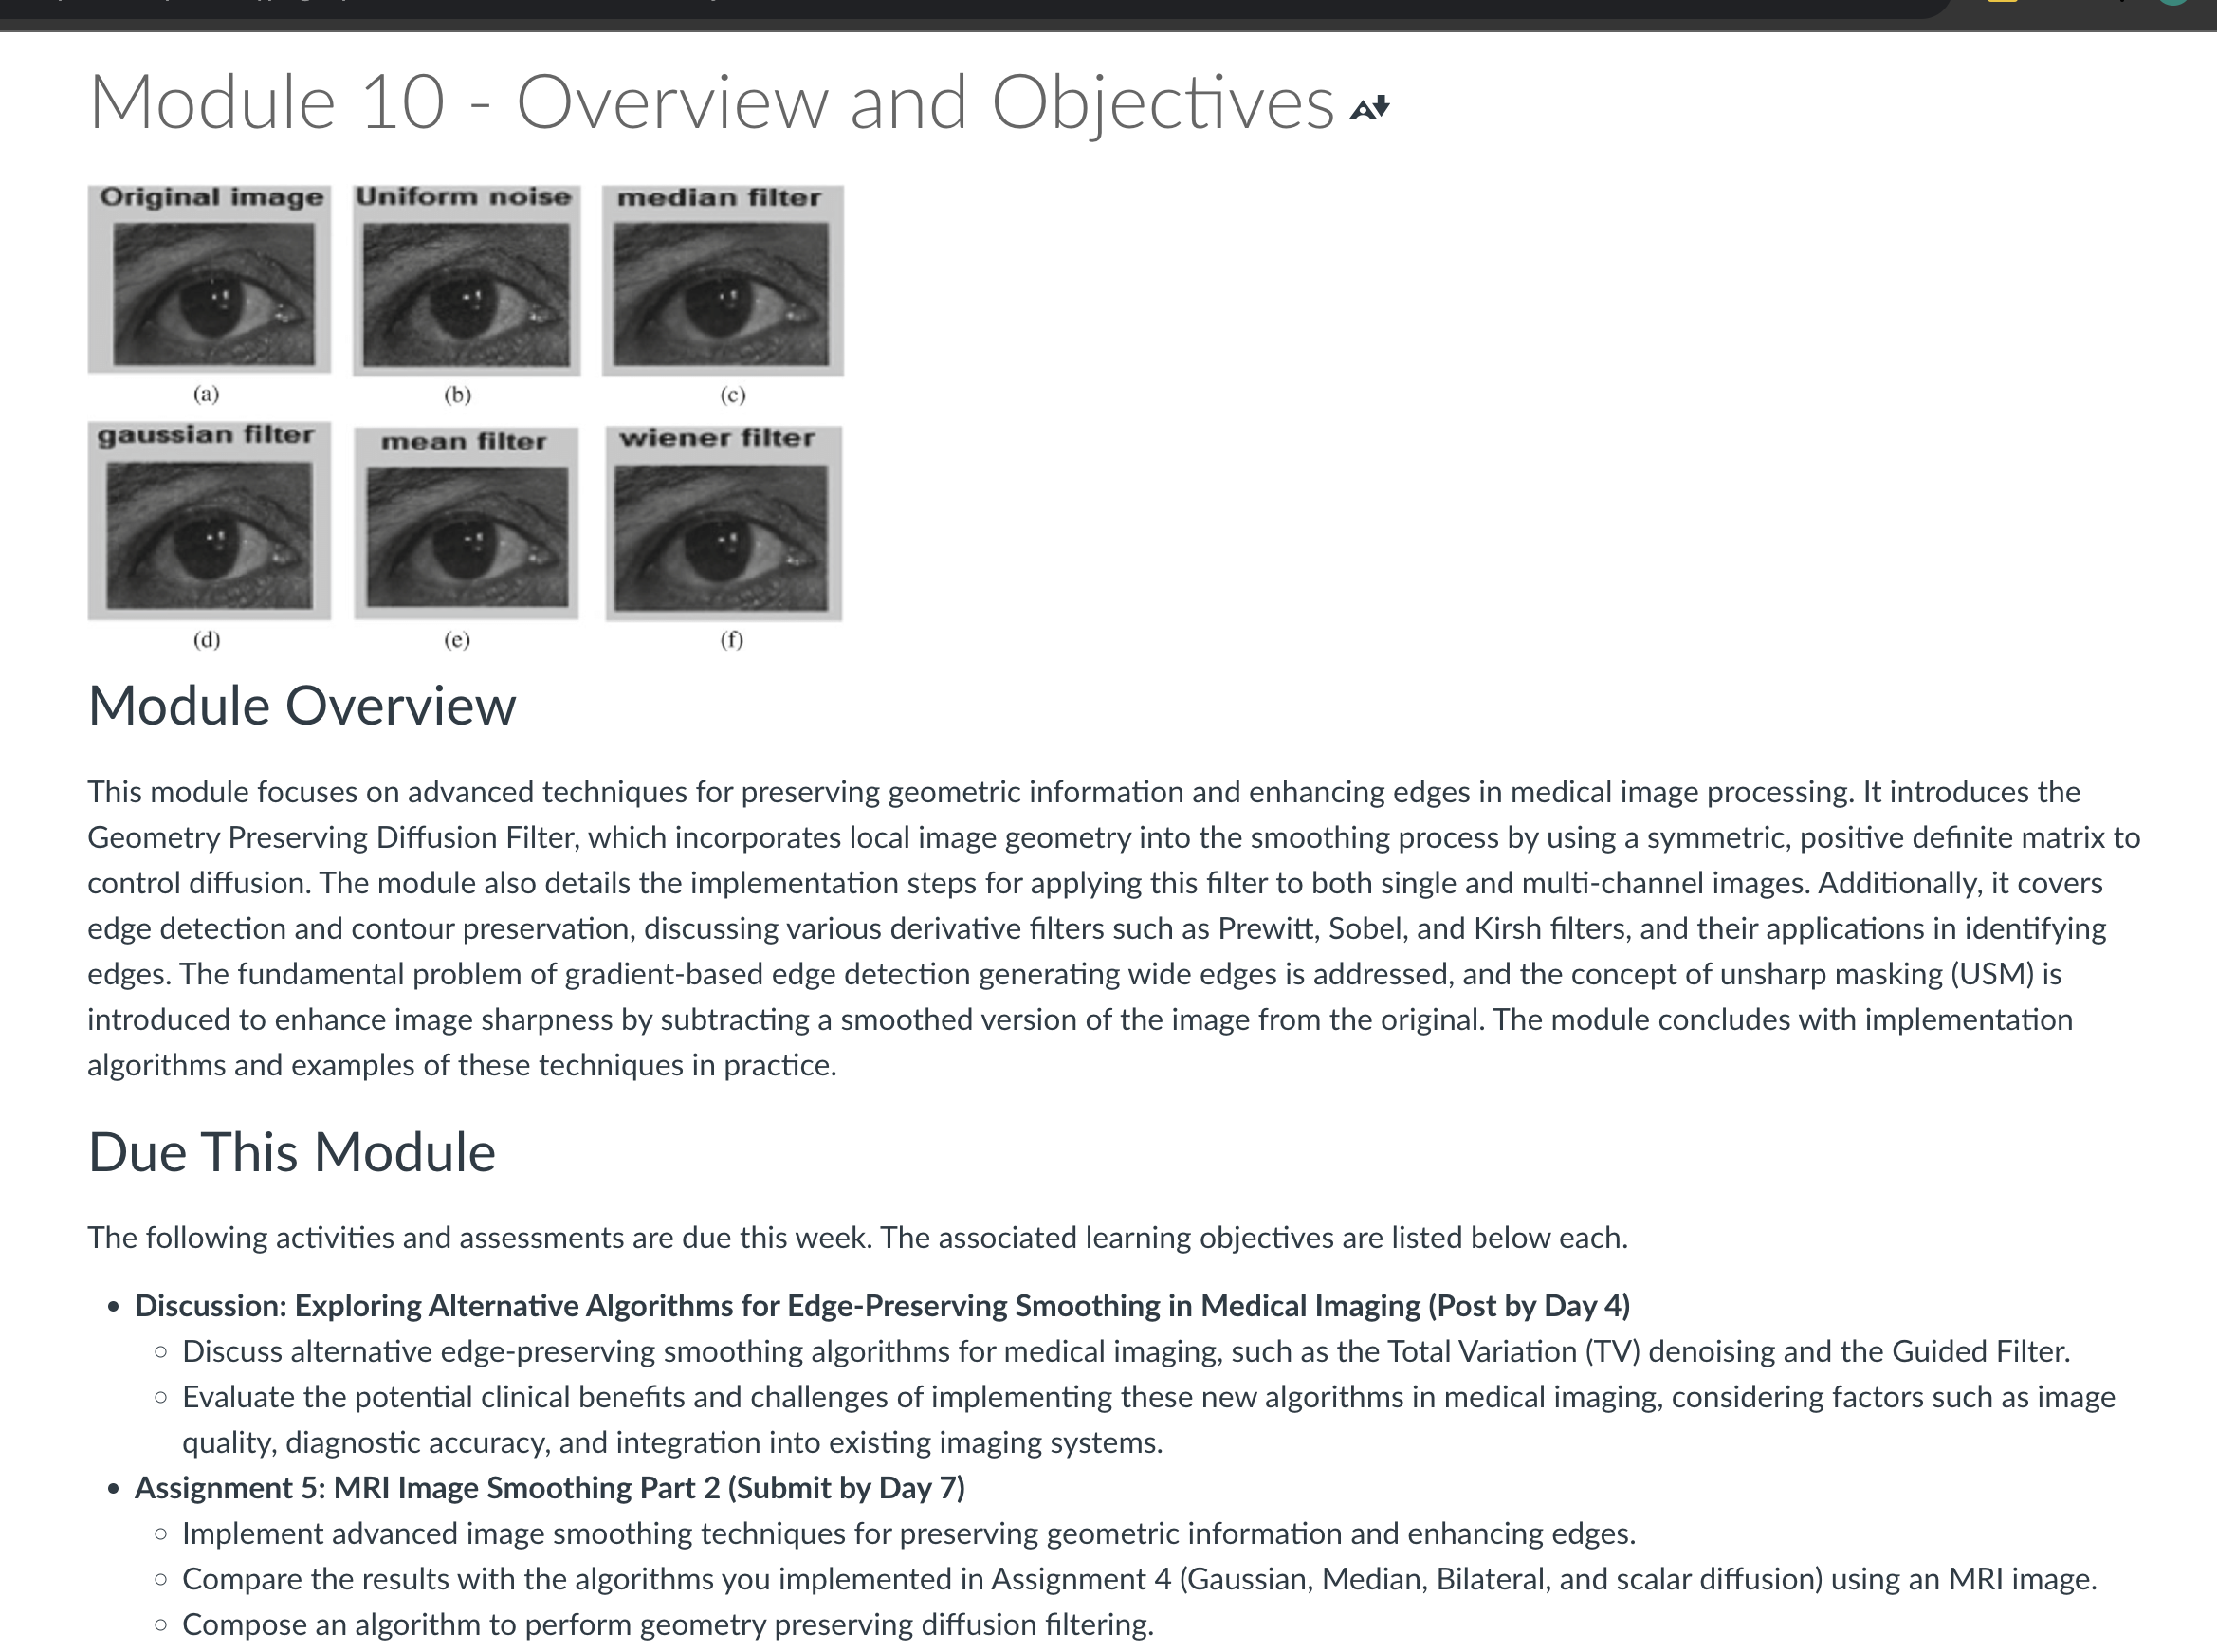 Module 10 - Overview and Objectives
Original image Uniform noise median filter
(a) (b) (c)
gaussian filter mean filter wiener filter
(d) (e) (f)
Module Overview
This module focuses on advanced techniques for preserving geometric information and enhancing edges in medical image processing. It introduces the
Geometry Preserving Diffusion Filter, which incorporates local image geometry into the smoothing process by using a symmetric, positive definite matrix to
control diffusion. The module also details the implementation steps for applying this filter to both single and multi-channel images. Additionally, it covers
edge detection and contour preservation, discussing various derivative filters such as Prewitt, Sobel, and Kirsh filters, and their applications in identifying
edges. The fundamental problem of gradient-based edge detection generating wide edges is addressed, and the concept of unsharp masking (USM) is
introduced to enhance image sharpness by subtracting a smoothed version of the image from the original. The module concludes with implementation
algorithms and examples of these techniques in practice.
Due This Module
The following activities and assessments are due this week. The associated learning objectives are listed below each.
• Discussion: Exploring Alternative Algorithms for Edge-Preserving Smoothing in Medical Imaging (Post by Day 4)
◦ Discuss alternative edge-preserving smoothing algorithms for medical imaging, such as the Total Variation (TV) denoising and the Guided Filter.
◦ Evaluate the potential clinical benefits and challenges of implementing these new algorithms in medical imaging, considering factors such as image
quality, diagnostic accuracy, and integration into existing imaging systems.
• Assignment 5: MRI Image Smoothing Part 2 (Submit by Day 7)
◦ Implement advanced image smoothing techniques for preserving geometric information and enhancing edges.
◦ Compare the results with the algorithms you implemented in Assignment 4 (Gaussian, Median, Bilateral, and scalar diffusion) using an MRI image.
◦ Compose an algorithm to perform geometry preserving diffusion filtering.